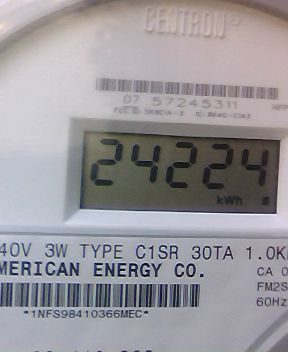 CENTRON®
07 57245311
24224
kWh
40V 3W TYPE C1SR 30TA 1.0K
MERICAN ENERGY CO.
CA 0
FM2S
60Hz
*1NFS98410366MEC*